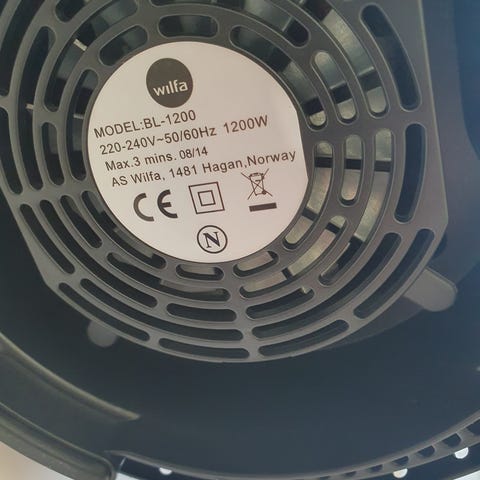 wilfa
MODEL:BL-1200
220-240V~50/60Hz 1200W
Max.3 mins. 08/14
AS Wilfa, 1481 Hagan,Norway
CE
N